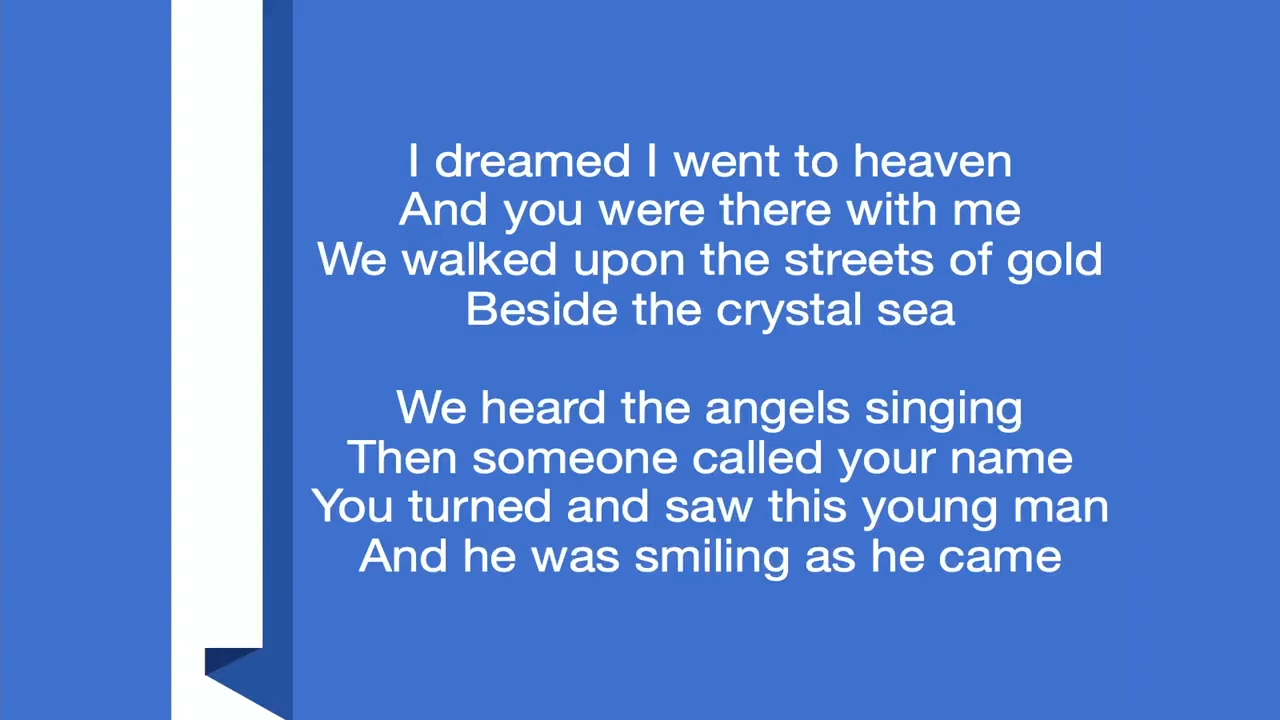 I dreamed I went to heaven
And you were there with me
We walked upon the streets of gold
Beside the crystal sea
We heard the angels singing
Then someone called your name
You turned and saw this young man
And he was smiling as he came